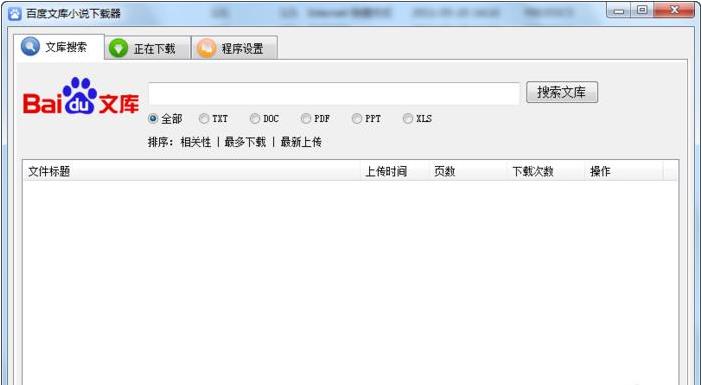 百度文库小说下载器
文库搜索 正在下载 程序设置
Bai du 文库 搜索文库
全部 TXT DOC PDF PPT XLS
排序: 相关性 | 最多下载 | 最新上传
文件标题 上传时间 页数 下载次数 操作